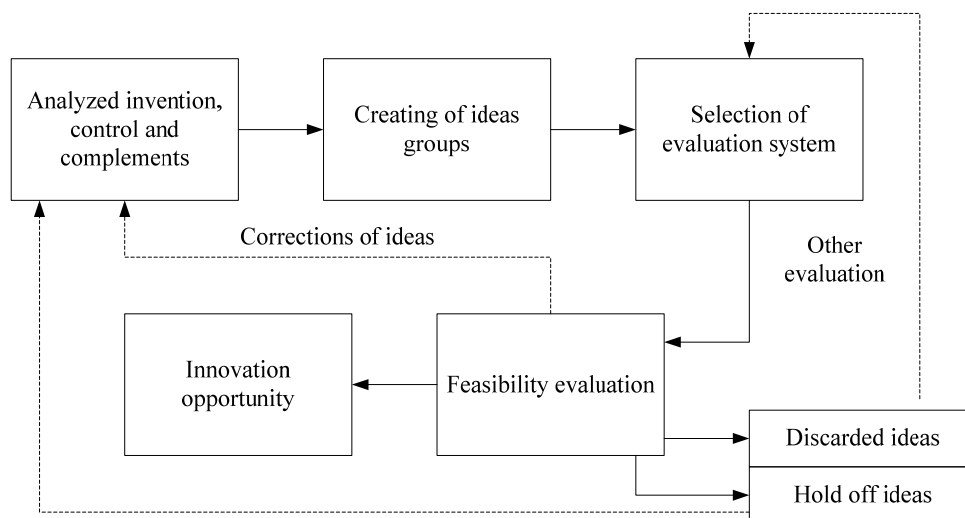 Analyzed invention,
control and
complements
Creating of ideas
groups
Selection of
evaluation system
Corrections of ideas
Other
evaluation
Innovation
opportunity
Feasibility evaluation
Discarded ideas
Hold off ideas